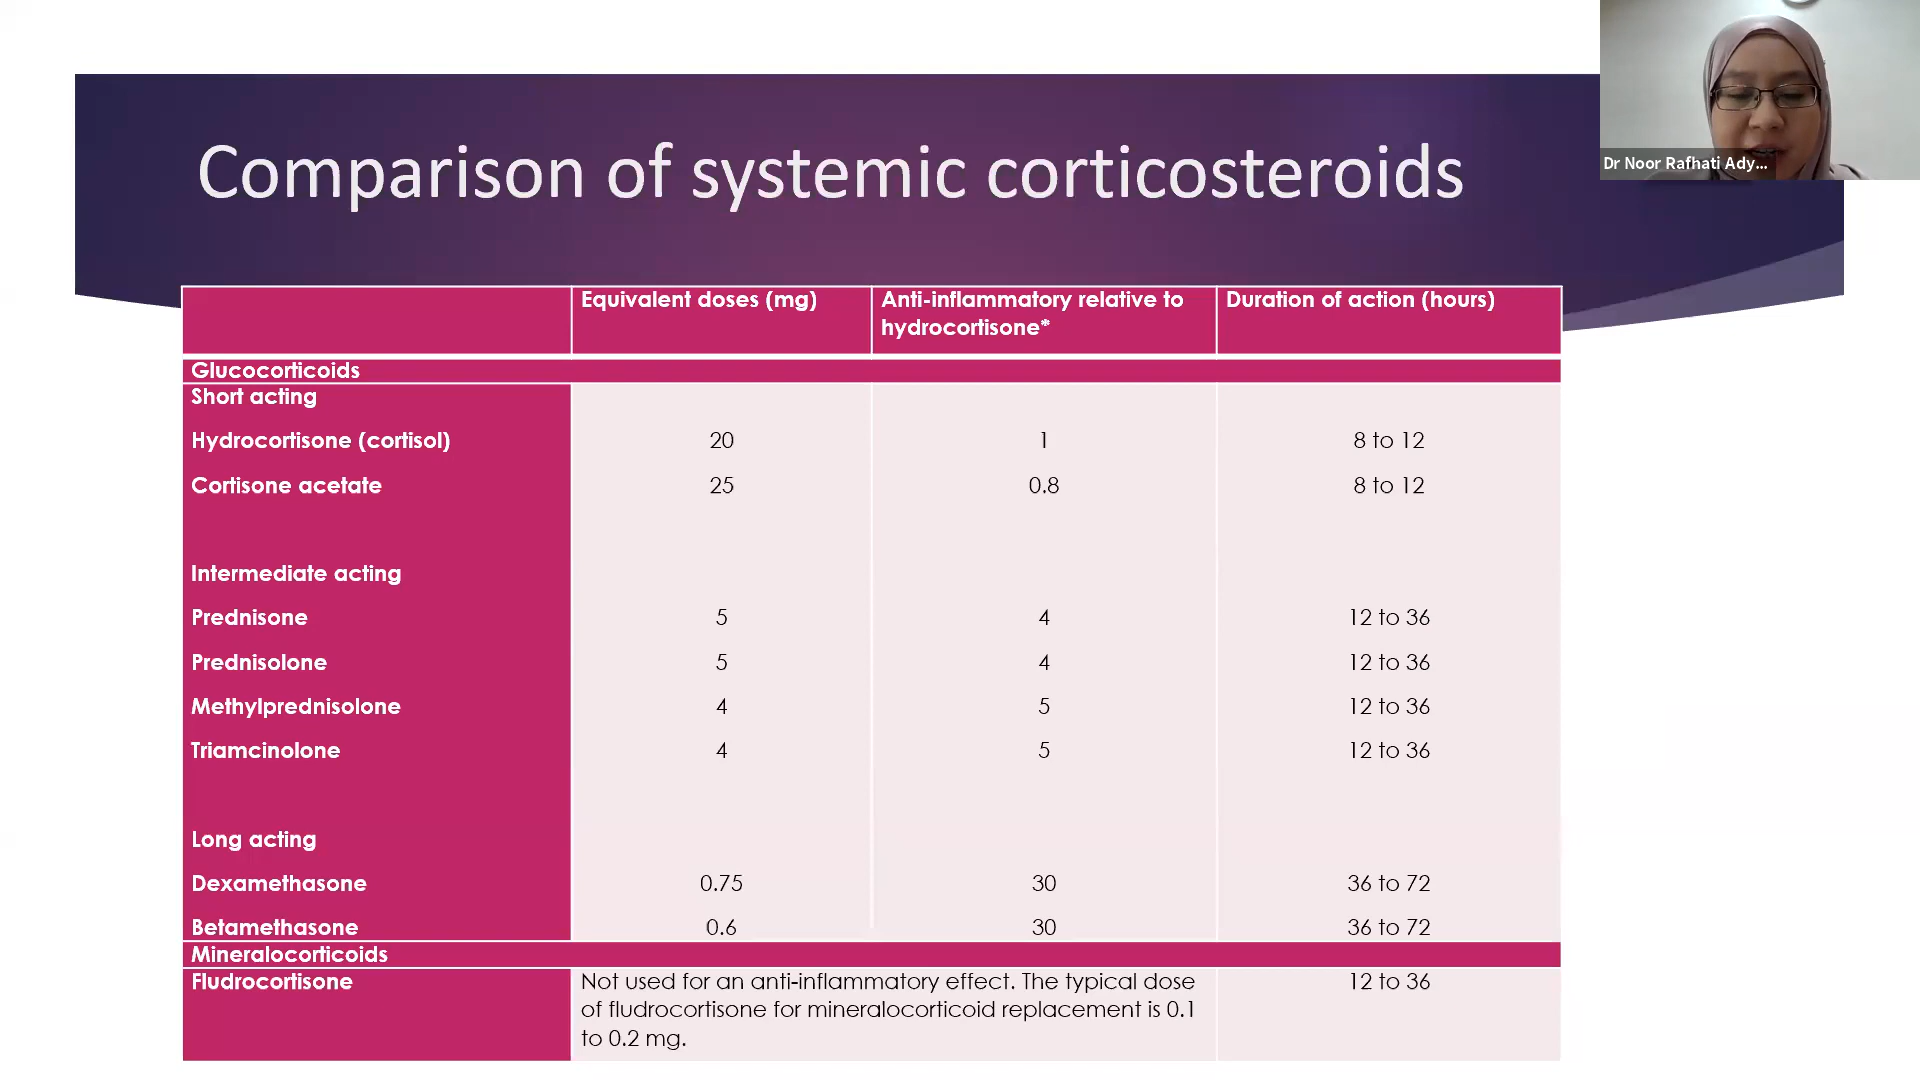 Dr Noor Rafhati Ady...
Comparison of systemic corticosteroids
Equivalent doses (mg) Anti-inflammatory relative to hydrocortisone* Duration of action (hours)
Glucocorticoids
Short acting
Hydrocortisone (cortisol) 20 1 8 to 12
Cortisone acetate 25 0.8 8 to 12
Intermediate acting
Prednisone 5 4 12 to 36
Prednisolone 5 4 12 to 36
Methylprednisolone 4 5 12 to 36
Triamcinolone 4 5 12 to 36
Long acting
Dexamethasone 0.75 30 36 to 72
Betamethasone 0.6 30 36 to 72
Mineralocorticoids
Fludrocortisone Not used for an anti-inflammatory effect. The typical dose 12 to 36
of fludrocortisone for mineralocorticoid replacement is 0.1
to 0.2 mg.